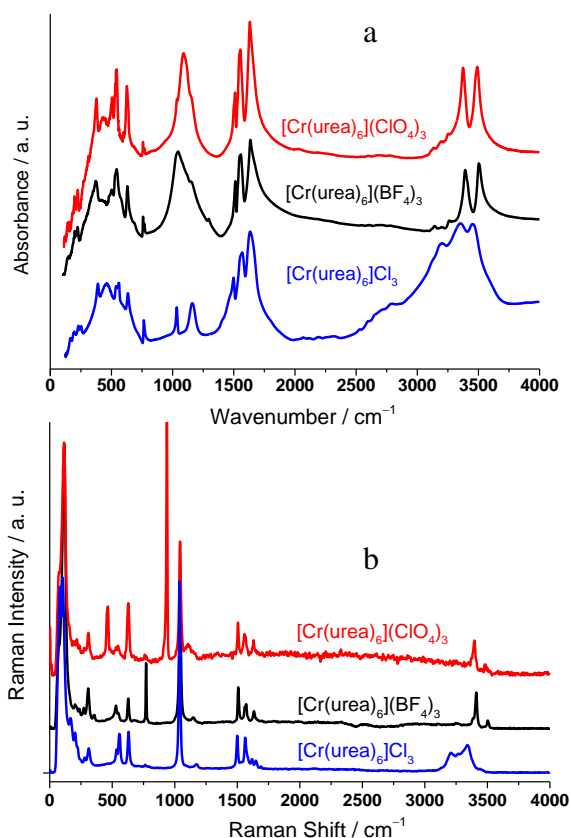 a
[Cr(urea)₆](ClO₄)₃
[Cr(urea)₆](BF₄)₃
[Cr(urea)₆]Cl₃
Absorbance / a. u.
0 500 1000 1500 2000 2500 3000 3500 4000
Wavenumber / cm⁻¹
b
[Cr(urea)₆](ClO₄)₃
[Cr(urea)₆](BF₄)₃
[Cr(urea)₆]Cl₃
Raman Intensity / a. u.
0 500 1000 1500 2000 2500 3000 3500 4000
Raman Shift / cm⁻¹